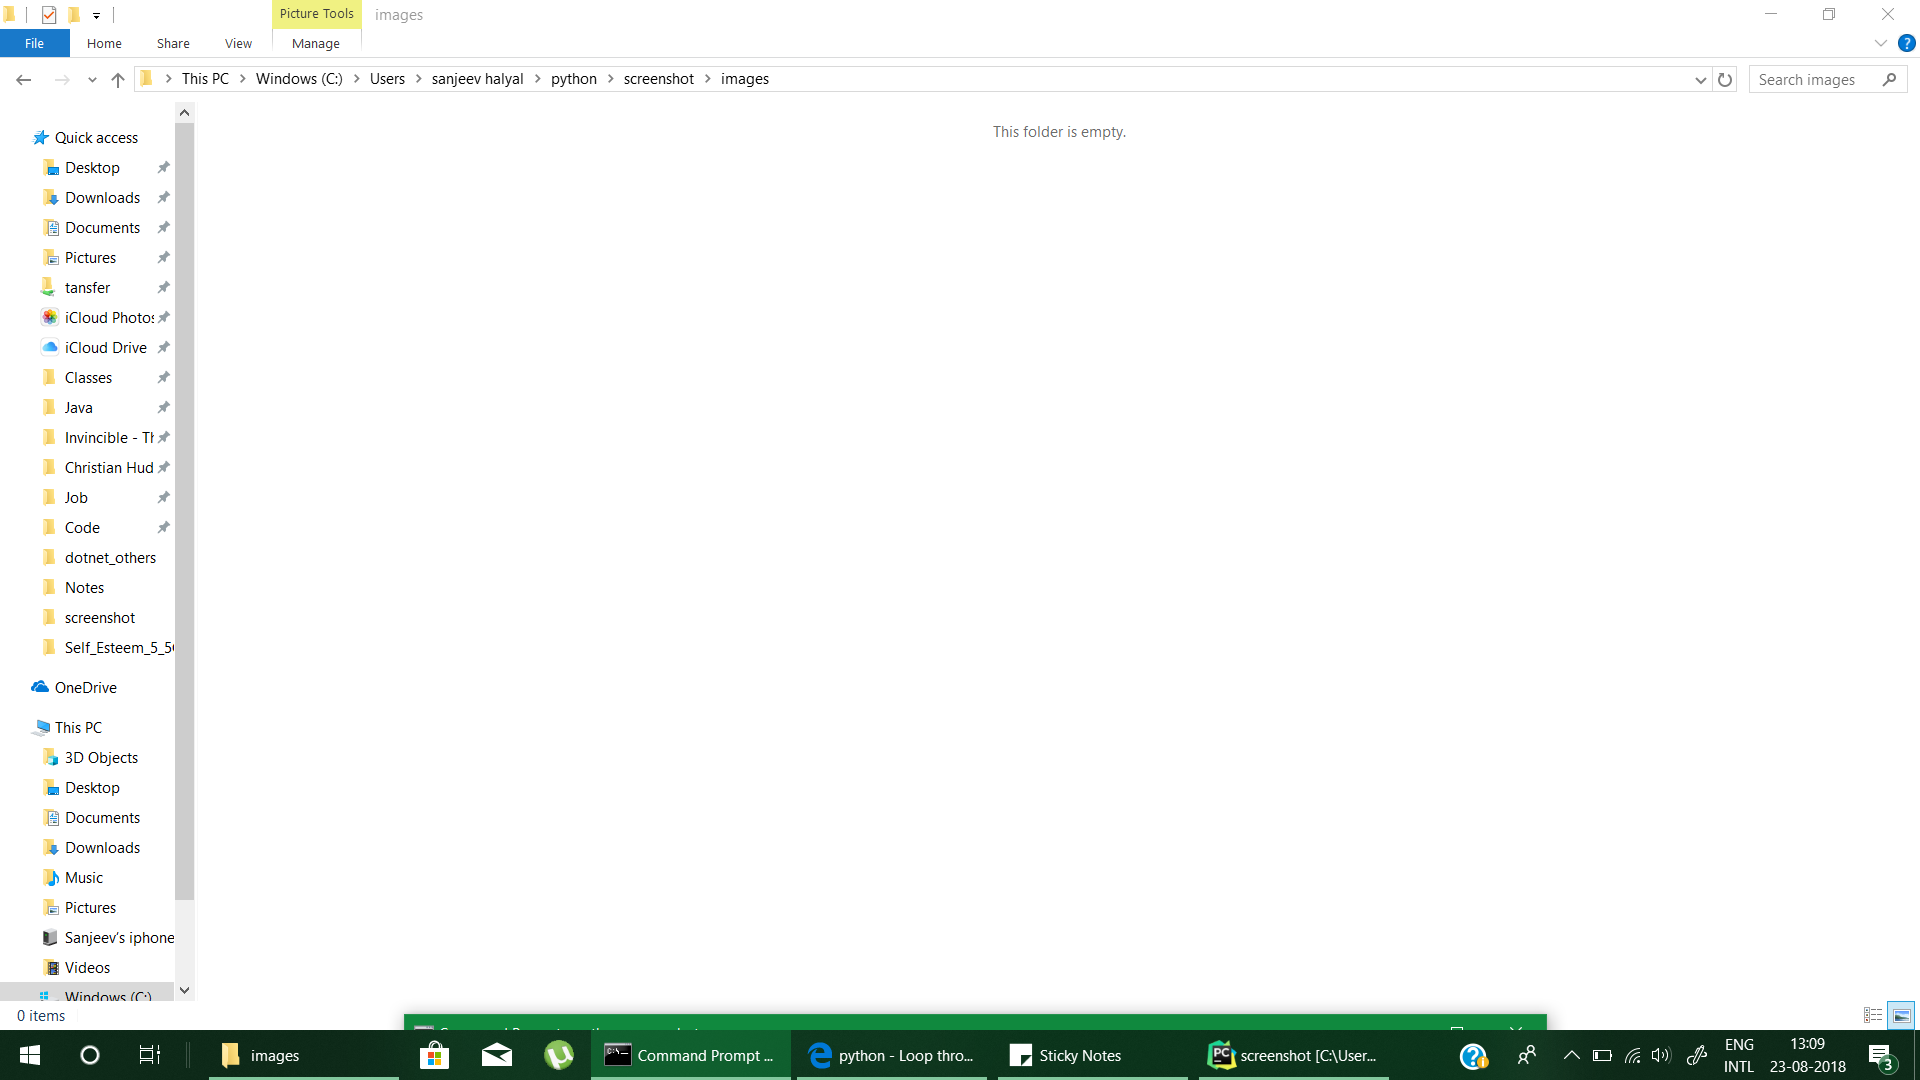 Picture Tools
images
File
Home
Share
View
Manage
This PC
Windows (C:)
Users
sanjeev halyal
python
screenshot
images
Search images
Quick access
Desktop
Downloads
Documents
Pictures
tansfer
iCloud Photos
iCloud Drive
Classes
Java
Invincible - Th
Christian Hud
Job
Code
dotnet_others
Notes
screenshot
Self_Esteem_5_5
OneDrive
This PC
3D Objects
Desktop
Documents
Downloads
Music
Pictures
Sanjeev's iphone
Videos
Windows (C:)
This folder is empty.
0 items
images
Command Prompt ...
python - Loop thro...
Sticky Notes
PC
screenshot [C:\User...
ENG
INTL
13:09
23-08-2018
3